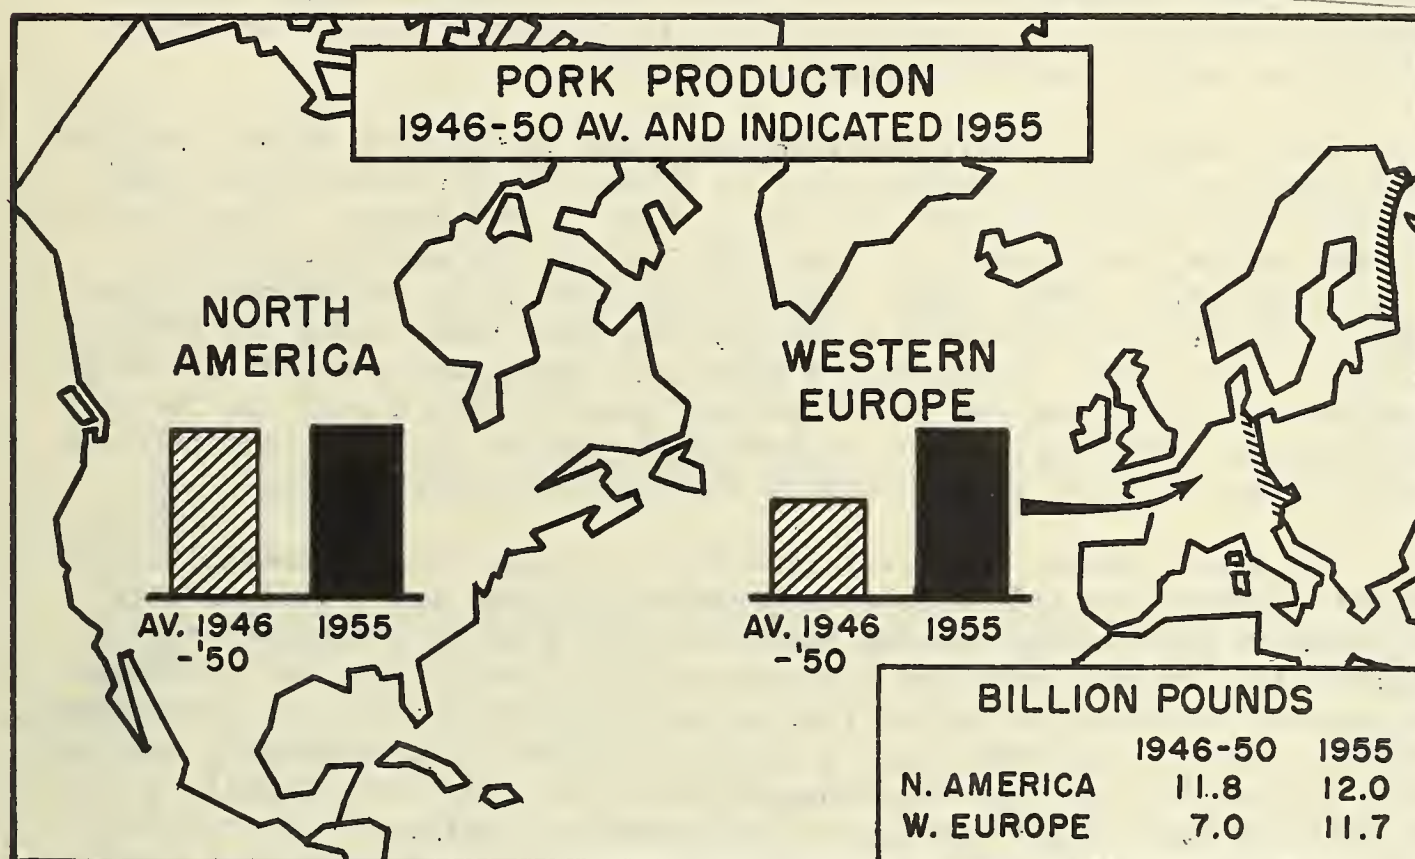 PORK PRODUCTION
1946-50 AV. AND INDICATED 1955
NORTH
AMERICA
AV. 1946
-'50
1955
WESTERN
EUROPE
AV. 1946
-'50
1955
BILLION POUNDS
1946-50 1955
N. AMERICA 11.8 12.0
W. EUROPE 7.0 11.7